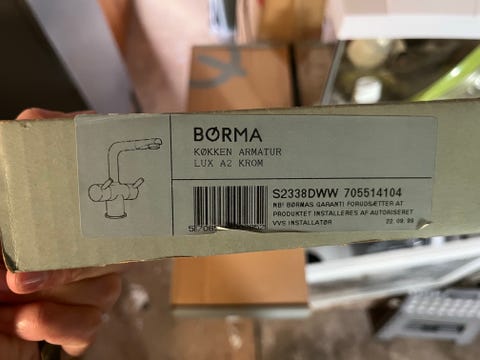 BØRMA
KØKKEN ARMATUR
LUX A2 KROM
S2338DWW 705514104
NB! BØRMAS GARANTI FORUDSÆTTER AT
PRODUKTET INSTALLERES AF AUTORISERET
VVS INSTALLATØR 22.09.99